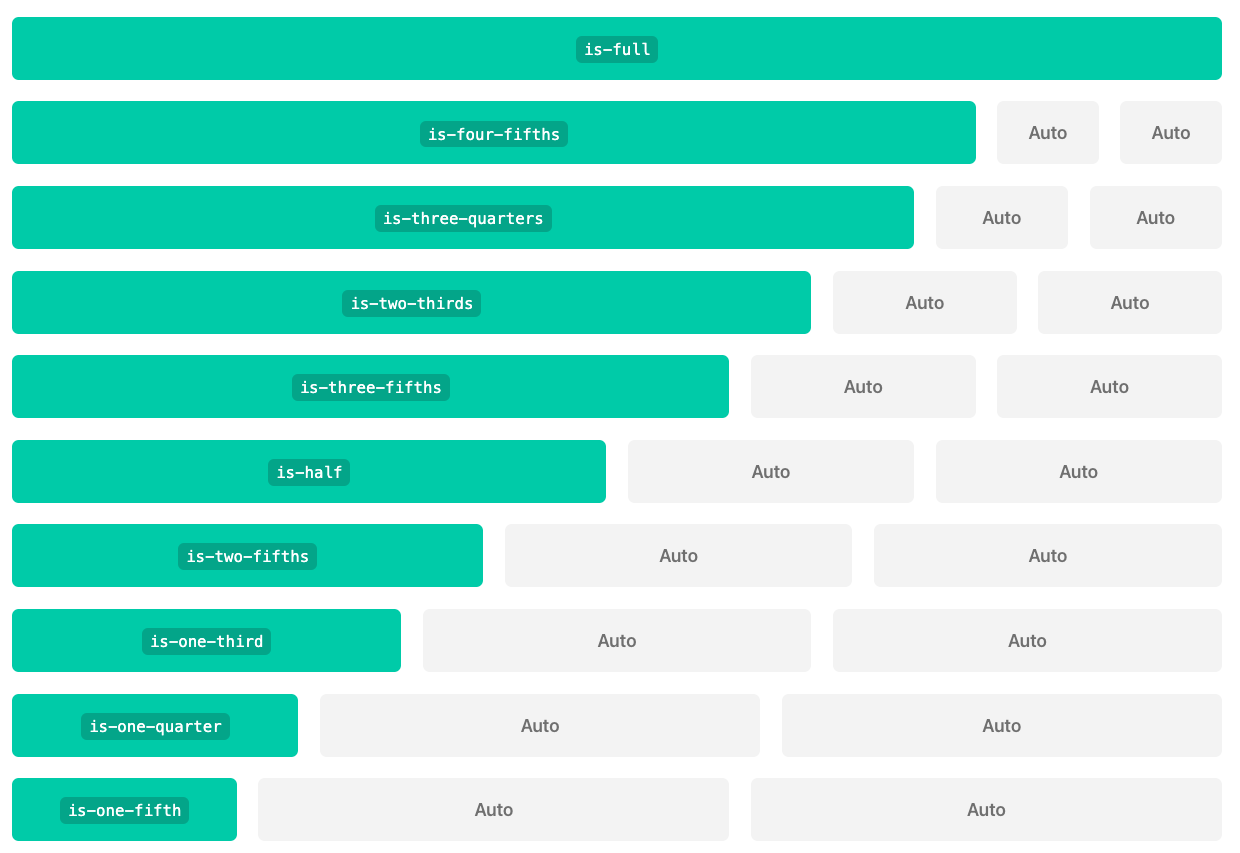 is-full
is-four-fifths Auto Auto
is-three-quarters Auto Auto
is-two-thirds Auto Auto
is-three-fifths Auto Auto
is-half Auto Auto
is-two-fifths Auto Auto
is-one-third Auto Auto
is-one-quarter Auto Auto
is-one-fifth Auto Auto